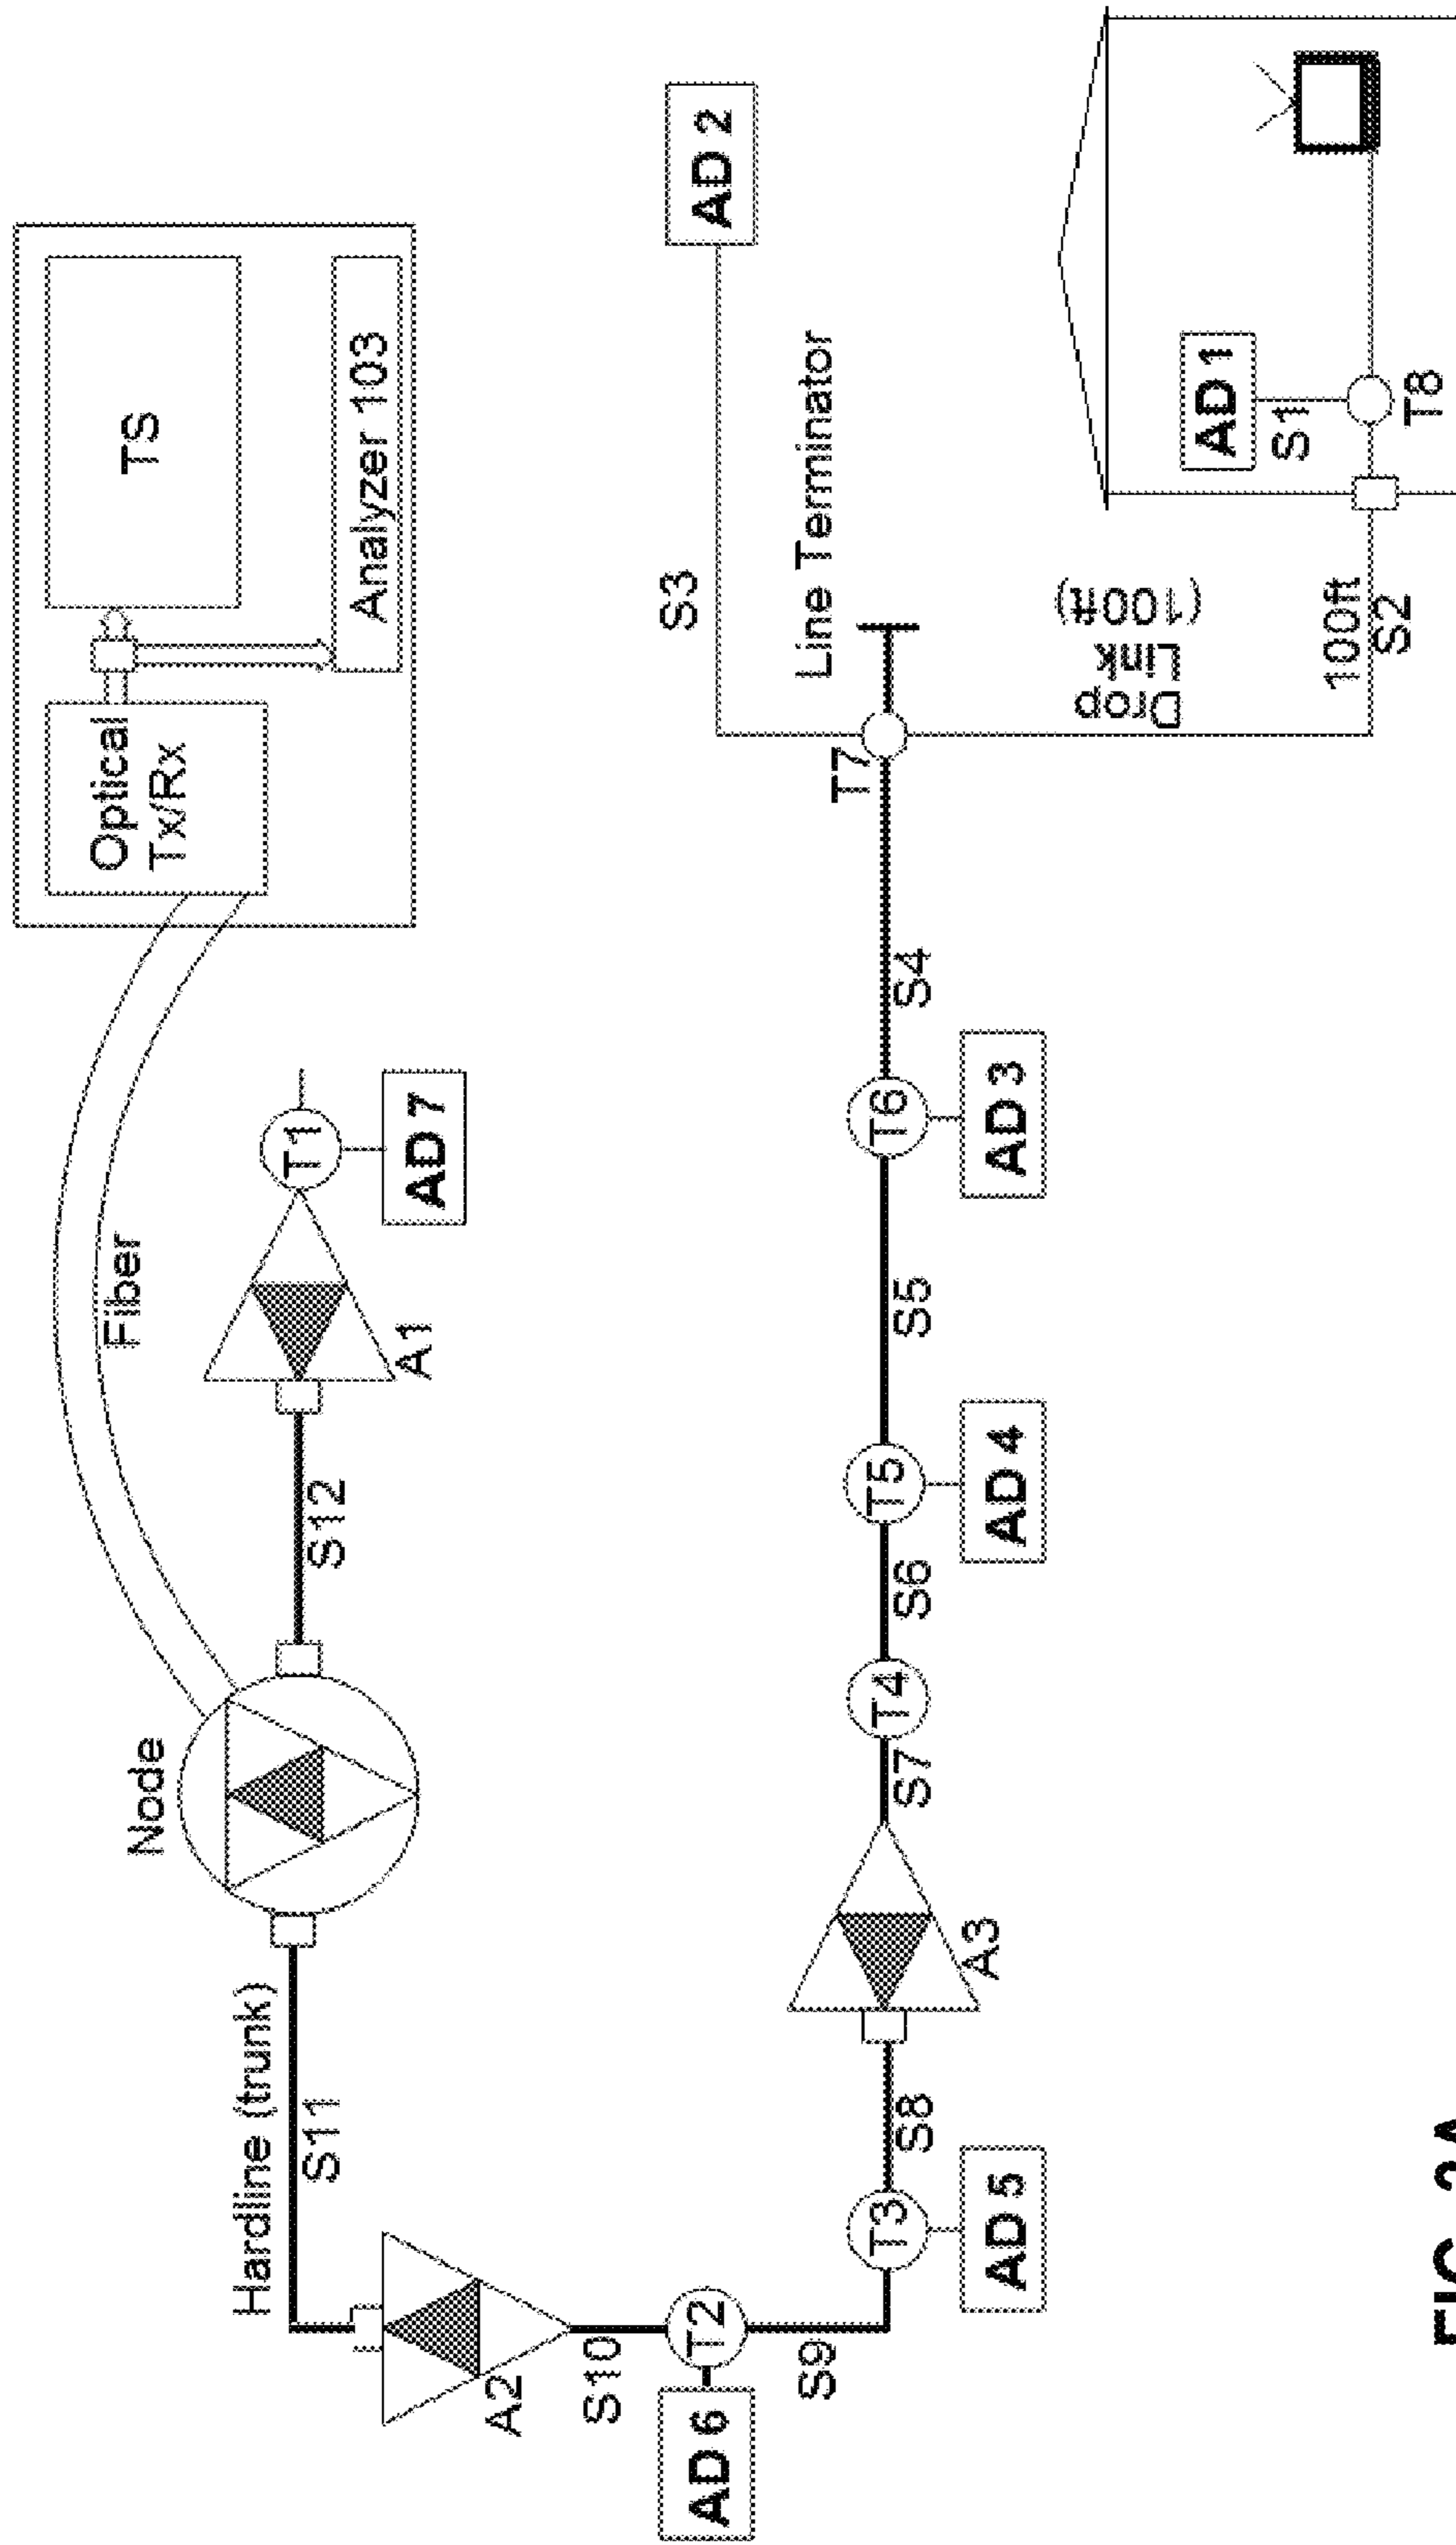 TS
Analyzer 103
Optical
Tx/Rx
Fiber
Node
Hardline (trunk)
S11
S12
A1
T1
AD 7
A2
S10
T2
AD 6
S9
T3
AD 5
S8
A3
S7
T4
S6
T5
AD 4
S5
T6
AD 3
S4
T7
Line Terminator
S3
AD 2
Drop
Link
(100ft)
100ft
S2
AD 1
S1
T8
FIG.